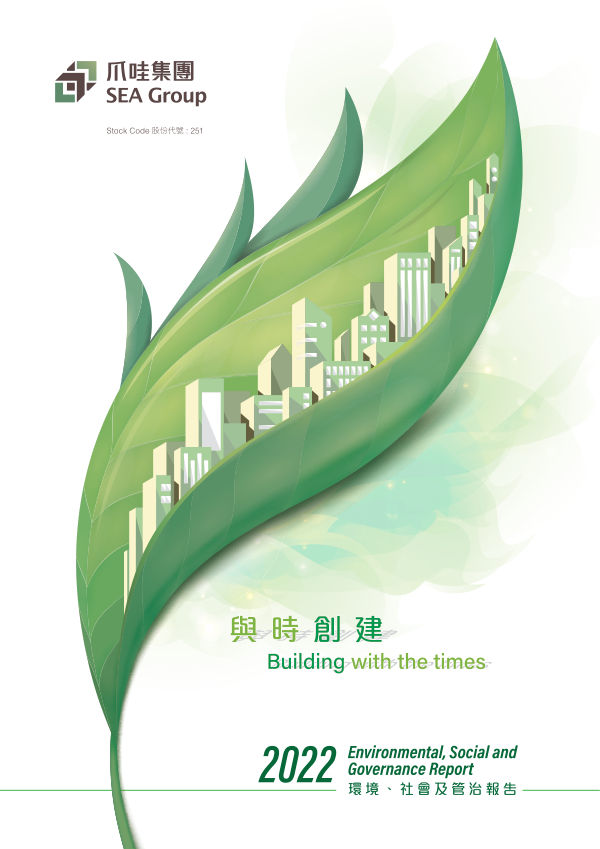 爪哇集團
SEA Group
Stock Code 股份代號 : 251
與時創建
Building with the times
2022
Environmental, Social and
Governance Report
環境、社會及管治報告